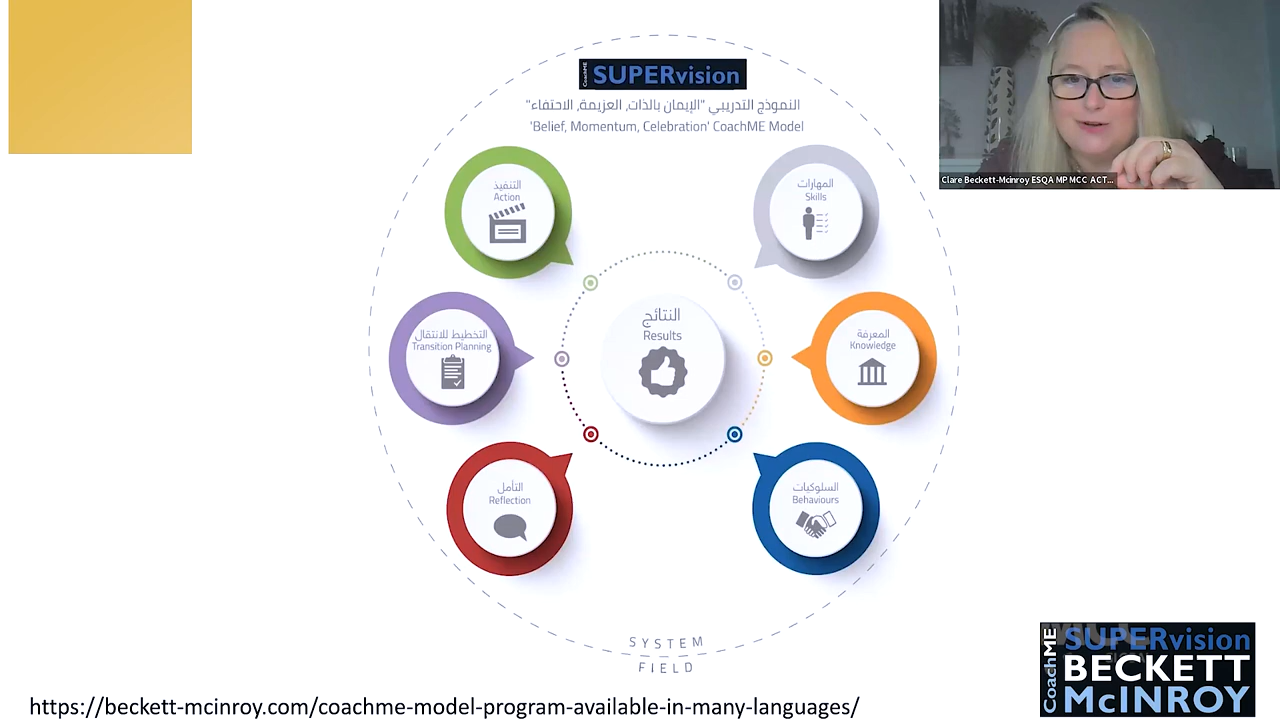 CoachME SUPERvision
النموذج التدريبي "الإيمان بالذات, العزيمة, الاحتفاء"
'Belief, Momentum, Celebration' CoachME Model
التنفيذ
Action
المهارات
Skills
التخطيط للانتقال
Transition Planning
النتائج
Results
المعرفة
Knowledge
التأمل
Reflection
السلوكيات
Behaviours
SYSTEM
FIELD
Clare Beckett-McInroy ESQA MP MCC ACT...
https://beckett-mcinroy.com/coachme-model-program-available-in-many-languages/
CoachME SUPERvision
BECKETT
McINROY